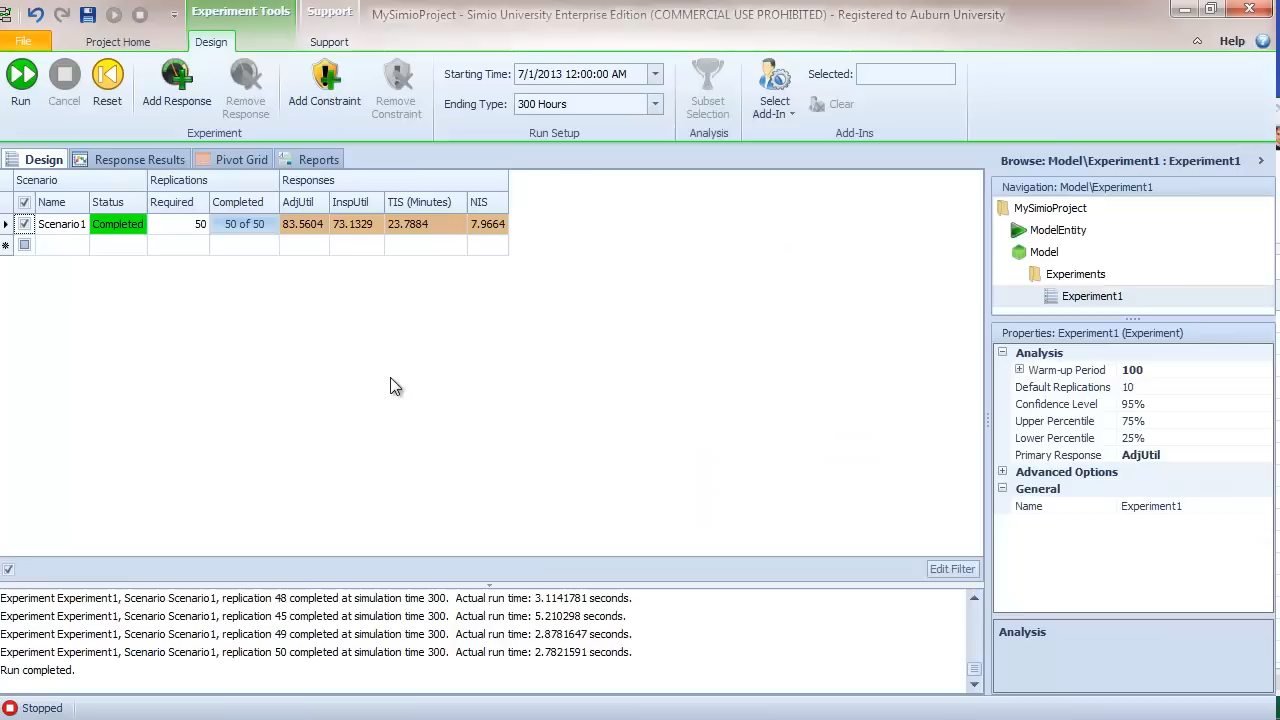 Experiment Tools Support MySimioProject - Simio University Enterprise Edition (COMMERCIAL USE PROHIBITED) - Registered to Auburn University
File Project Home Design Support Help
Run Cancel Reset Add Response Remove Response Add Constraint Remove Constraint Starting Time: 7/1/2013 12:00:00 AM Subset Selection Select Add-In Selected:
Ending Type: 300 Hours Clear
Experiment Run Setup Analysis Add-Ins
Design Response Results Pivot Grid Reports
Scenario Replications Responses
Name Status Required Completed AdjUtil InspUtil TIS (Minutes) NIS
Scenario1 Completed 50 50 of 50 83.5604 73.1329 23.7884 7.9664
Edit Filter
Experiment Experiment1, Scenario Scenario1, replication 48 completed at simulation time 300. Actual run time: 3.1141781 seconds.
Experiment Experiment1, Scenario Scenario1, replication 45 completed at simulation time 300. Actual run time: 5.210298 seconds.
Experiment Experiment1, Scenario Scenario1, replication 49 completed at simulation time 300. Actual run time: 2.8781647 seconds.
Experiment Experiment1, Scenario Scenario1, replication 50 completed at simulation time 300. Actual run time: 2.7821591 seconds.
Run completed.
Browse: Model\Experiment1 : Experiment1
Navigation: Model\Experiment1
MySimioProject
ModelEntity
Model
Experiments
Experiment1
Properties: Experiment1 (Experiment)
Analysis
Warm-up Period 100
Default Replications 10
Confidence Level 95%
Upper Percentile 75%
Lower Percentile 25%
Primary Response AdjUtil
Advanced Options
General
Name Experiment1
Analysis
Stopped